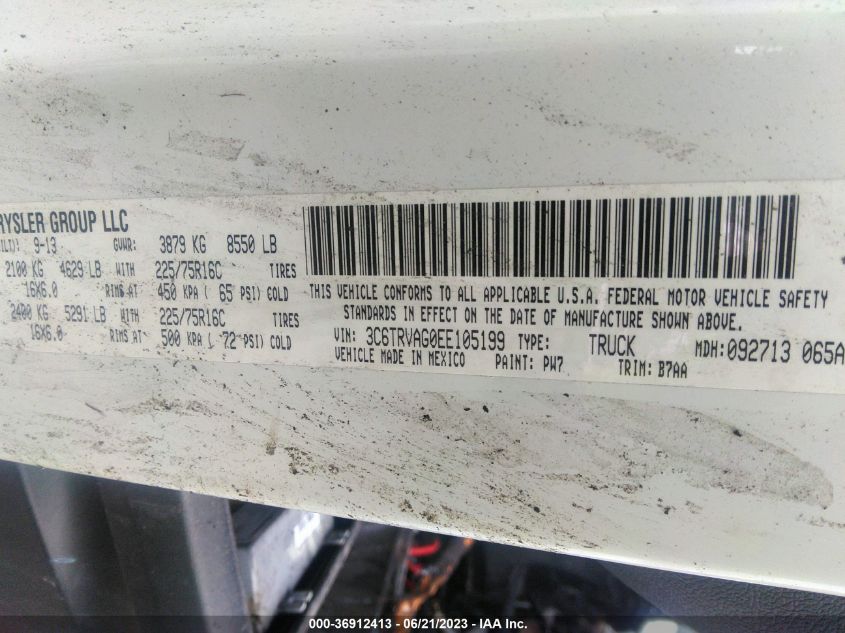 RYSLER GROUP LLC
ILT): 9-13 GVWR: 3879 KG 8550 LB
2100 KG 4629 LB WITH 225/75R16C TIRES
16X6.0 RIMS AT 450 KPA ( 65 PSI) COLD
2400 KG 5291 LB WITH 225/75R16C TIRES
16X6.0 RIMS AT 500 KPA ( 72 PSI) COLD
THIS VEHICLE CONFORMS TO ALL APPLICABLE U.S.A. FEDERAL MOTOR VEHICLE SAFETY
STANDARDS IN EFFECT ON THE DATE OF MANUFACTURE SHOWN ABOVE.
VIN: 3C6TRVAG0EE105199 TYPE: TRUCK MDH: 092713 065A
VEHICLE MADE IN MEXICO PAINT: PW7 TRIM: B7AA
000-36912413 - 06/21/2023 - IAA Inc.